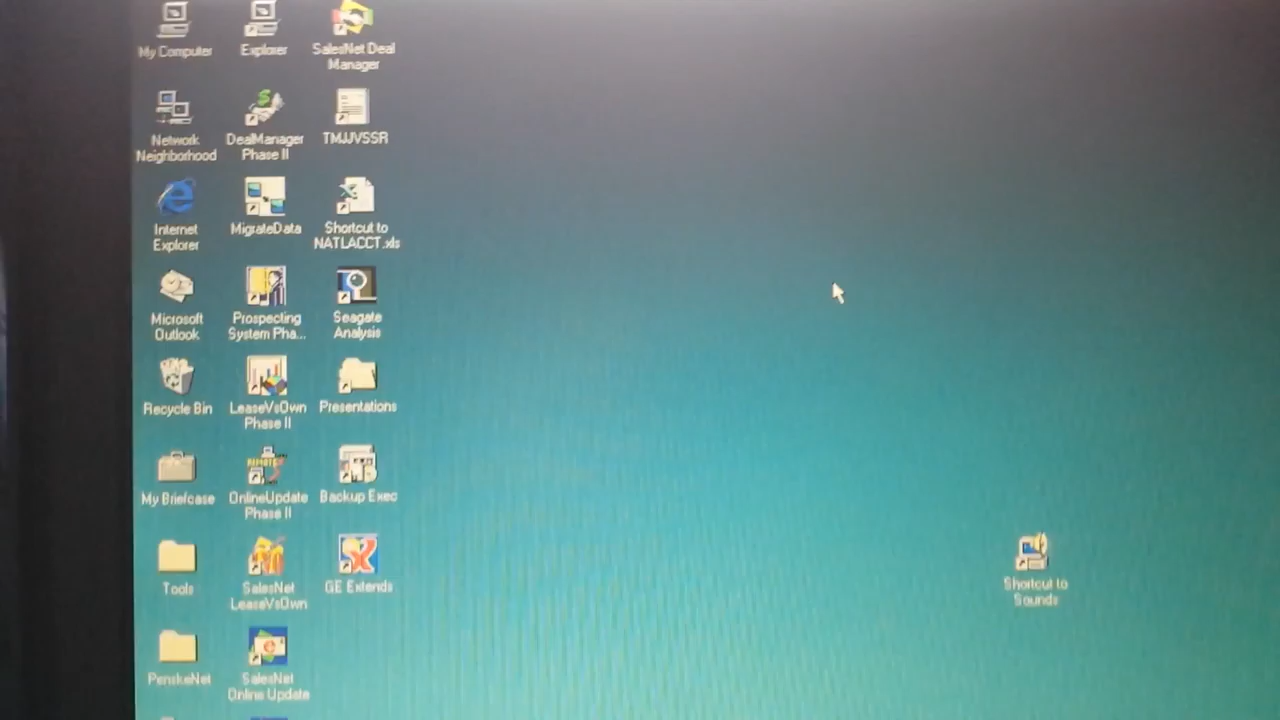 My Computer
Explorer
SalesNet Deal
Manager
Network
Neighborhood
DealManager
Phase II
TMJJVSSR
Internet
Explorer
MigrateData
Shortcut to
NATLACCT.xls
Microsoft
Outlook
Prospecting
System Pha...
Seagate
Analysis
Recycle Bin
LeaseVsOwn
Phase II
Presentations
My Briefcase
OnlineUpdate
Phase II
Backup Exec
Tools
SalesNet
LeaseVsOwn
GE Extends
Shortcut to
Sounds
PenskeNet
SalesNet
Online Update